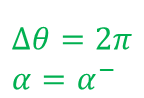 Δθ = 2π
α = α⁻